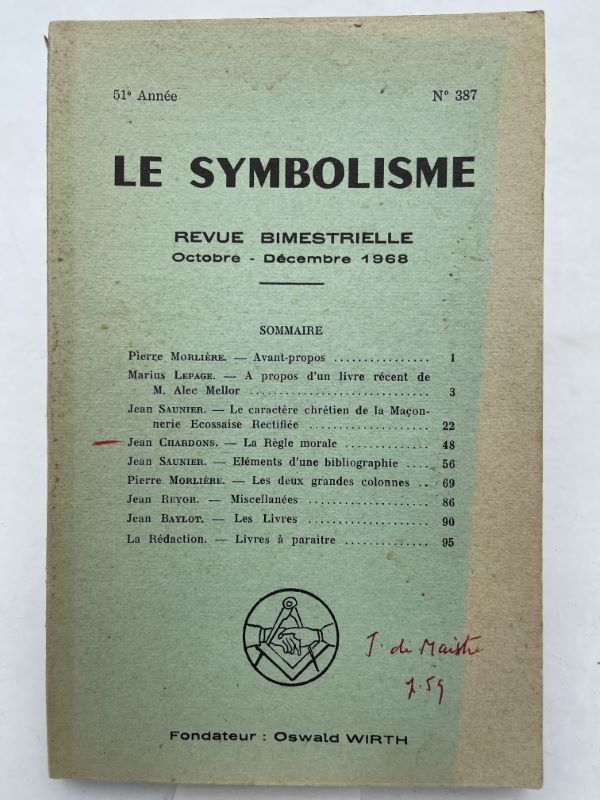 51e Année N° 387
LE SYMBOLISME
REVUE BIMESTRIELLE
Octobre - Décembre 1968
SOMMAIRE
Pierre MORLIÈRE. — Avant-propos ................ 1
Marius LEPAGE. — A propos d'un livre récent de
M. Alec Mellor .......................... 3
Jean SAUNIER. — Le caractère chrétien de la Maçon-
nerie Ecossaise Rectifiée .................. 22
Jean CHARDONS. — La Règle morale .............. 48
Jean SAUNIER. — Eléments d'une bibliographie .... 56
Pierre MORLIÈRE. — Les deux grandes colonnes .. 69
Jean REYOR. — Miscellanées .................... 86
Jean BAYLOT. — Les Livres .................... 90
La Rédaction. — Livres à paraitre .............. 95
J. de Maistre
p. 59
Fondateur : Oswald WIRTH